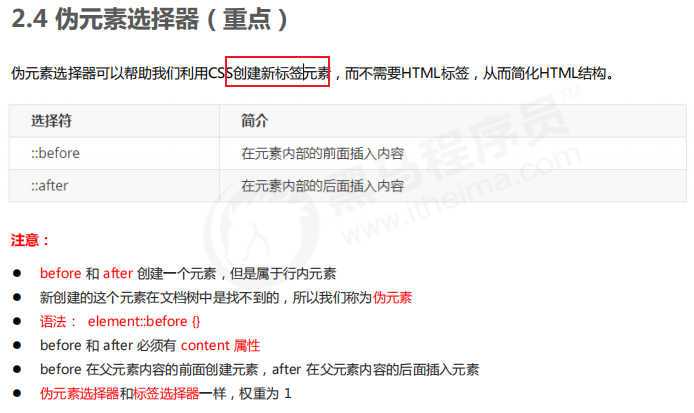 2.4 伪元素选择器（重点）
伪元素选择器可以帮助我们利用CSS创建新标签元素，而不需要HTML标签，从而简化HTML结构。
选择符 简介
::before 在元素内部的前面插入内容
::after 在元素内部的后面插入内容
黑马程序员™
www.itheima.com
注意：
● before 和 after 创建一个元素，但是属于行内元素
● 新创建的这个元素在文档树中是找不到的，所以我们称为伪元素
● 语法： element::before {}
● before 和 after 必须有 content 属性
● before 在父元素内容的前面创建元素，after 在父元素内容的后面插入元素
● 伪元素选择器和标签选择器一样，权重为 1